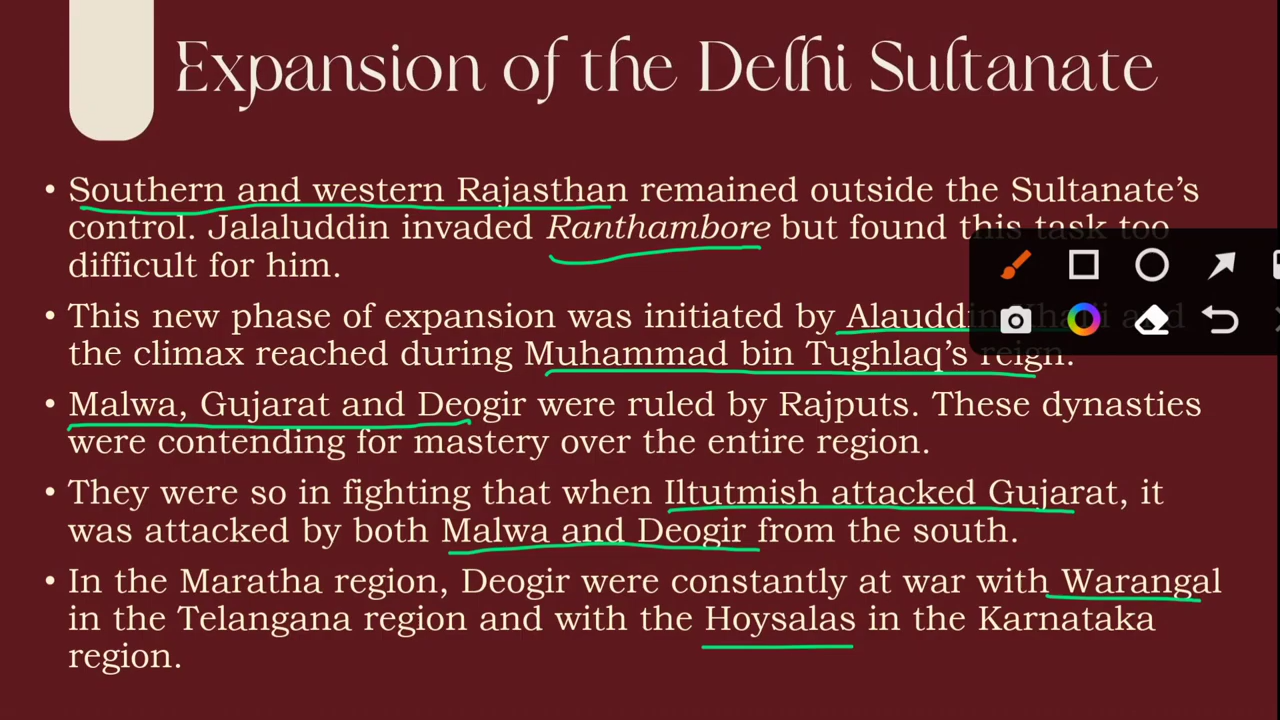 Expansion of the Delhi Sultanate
• Southern and western Rajasthan remained outside the Sultanate's
control. Jalaluddin invaded Ranthambore but found this task too
difficult for him.
• This new phase of expansion was initiated by Alauddin Khalji and
the climax reached during Muhammad bin Tughlaq's reign.
• Malwa, Gujarat and Deogir were ruled by Rajputs. These dynasties
were contending for mastery over the entire region.
• They were so in fighting that when Iltutmish attacked Gujarat, it
was attacked by both Malwa and Deogir from the south.
• In the Maratha region, Deogir were constantly at war with Warangal
in the Telangana region and with the Hoysalas in the Karnataka
region.